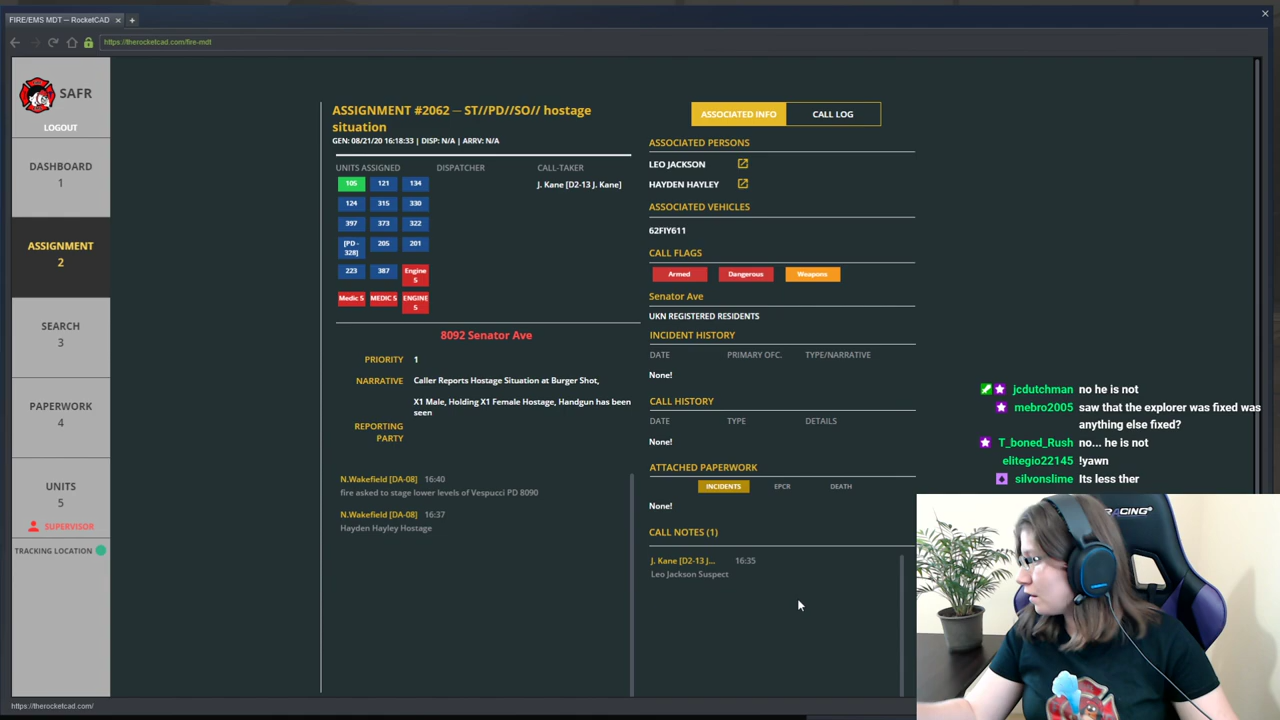 FIRE/EMS MDT — RocketCAD
https://therocketcad.com/fire-mdt
SAFR
LOGOUT
DASHBOARD
1
ASSIGNMENT
2
SEARCH
3
PAPERWORK
4
UNITS
5
SUPERVISOR
TRACKING LOCATION
ASSIGNMENT #2062 — ST//PD//SO// hostage
situation
GEN: 08/21/20 16:18:33 | DISP: N/A | ARRV: N/A
UNITS ASSIGNED DISPATCHER CALL-TAKER
105 121 134 J. Kane [D2-13 J. Kane]
124 315 330
397 373 322
[PD -
328] 205 201
223 387 Engine
5
Medic 5 MEDIC 5 ENGINE
5
8092 Senator Ave
PRIORITY 1
NARRATIVE Caller Reports Hostage Situation at Burger Shot,
X1 Male, Holding X1 Female Hostage, Handgun has been
seen
REPORTING
PARTY
N.Wakefield [DA-08] 16:40
fire asked to stage lower levels of Vespucci PD 8090
N.Wakefield [DA-08] 16:37
Hayden Hayley Hostage
ASSOCIATED INFO CALL LOG
ASSOCIATED PERSONS
LEO JACKSON
HAYDEN HAYLEY
ASSOCIATED VEHICLES
62FIY611
CALL FLAGS
Armed Dangerous Weapons
Senator Ave
UKN REGISTERED RESIDENTS
INCIDENT HISTORY
DATE PRIMARY OFC. TYPE/NARRATIVE
None!
CALL HISTORY
DATE TYPE DETAILS
None!
ATTACHED PAPERWORK
INCIDENTS EPCR DEATH
None!
CALL NOTES (1)
J. Kane [D2-13 J... 16:35
Leo Jackson Suspect
jcdutchman no he is not
mebro2005 saw that the explorer was fixed was
anything else fixed?
T_boned_Rush no... he is not
elitegio22145 !yawn
silvonslime Its less ther
RACING
https://therocketcad.com/